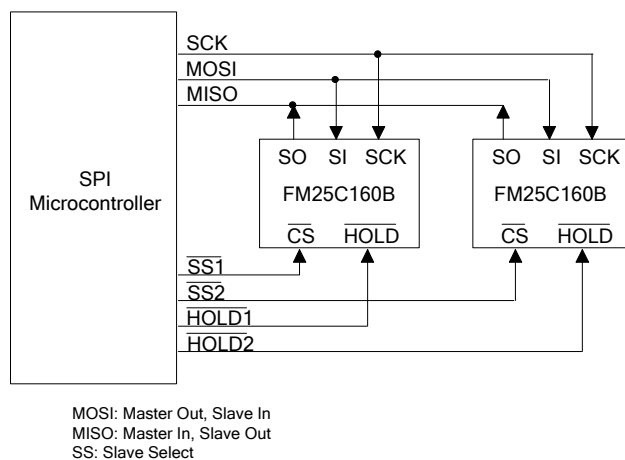 SCK
MOSI
MISO
SPI
Microcontroller
SO SI SCK
FM25C160B
CS HOLD
SO SI SCK
FM25C160B
CS HOLD
SS1
SS2
HOLD1
HOLD2
MOSI: Master Out, Slave In
MISO: Master In, Slave Out
SS: Slave Select